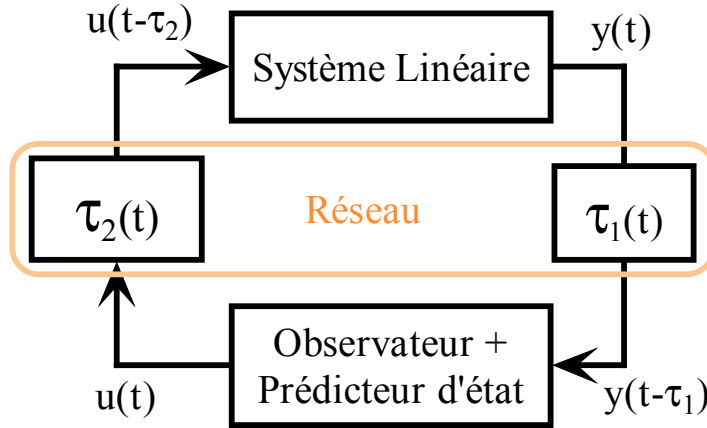 u(t-τ₂)
y(t)
Système Linéaire
τ₂(t)
Réseau
τ₁(t)
Observateur +
Prédicteur d'état
u(t)
y(t-τ₁)